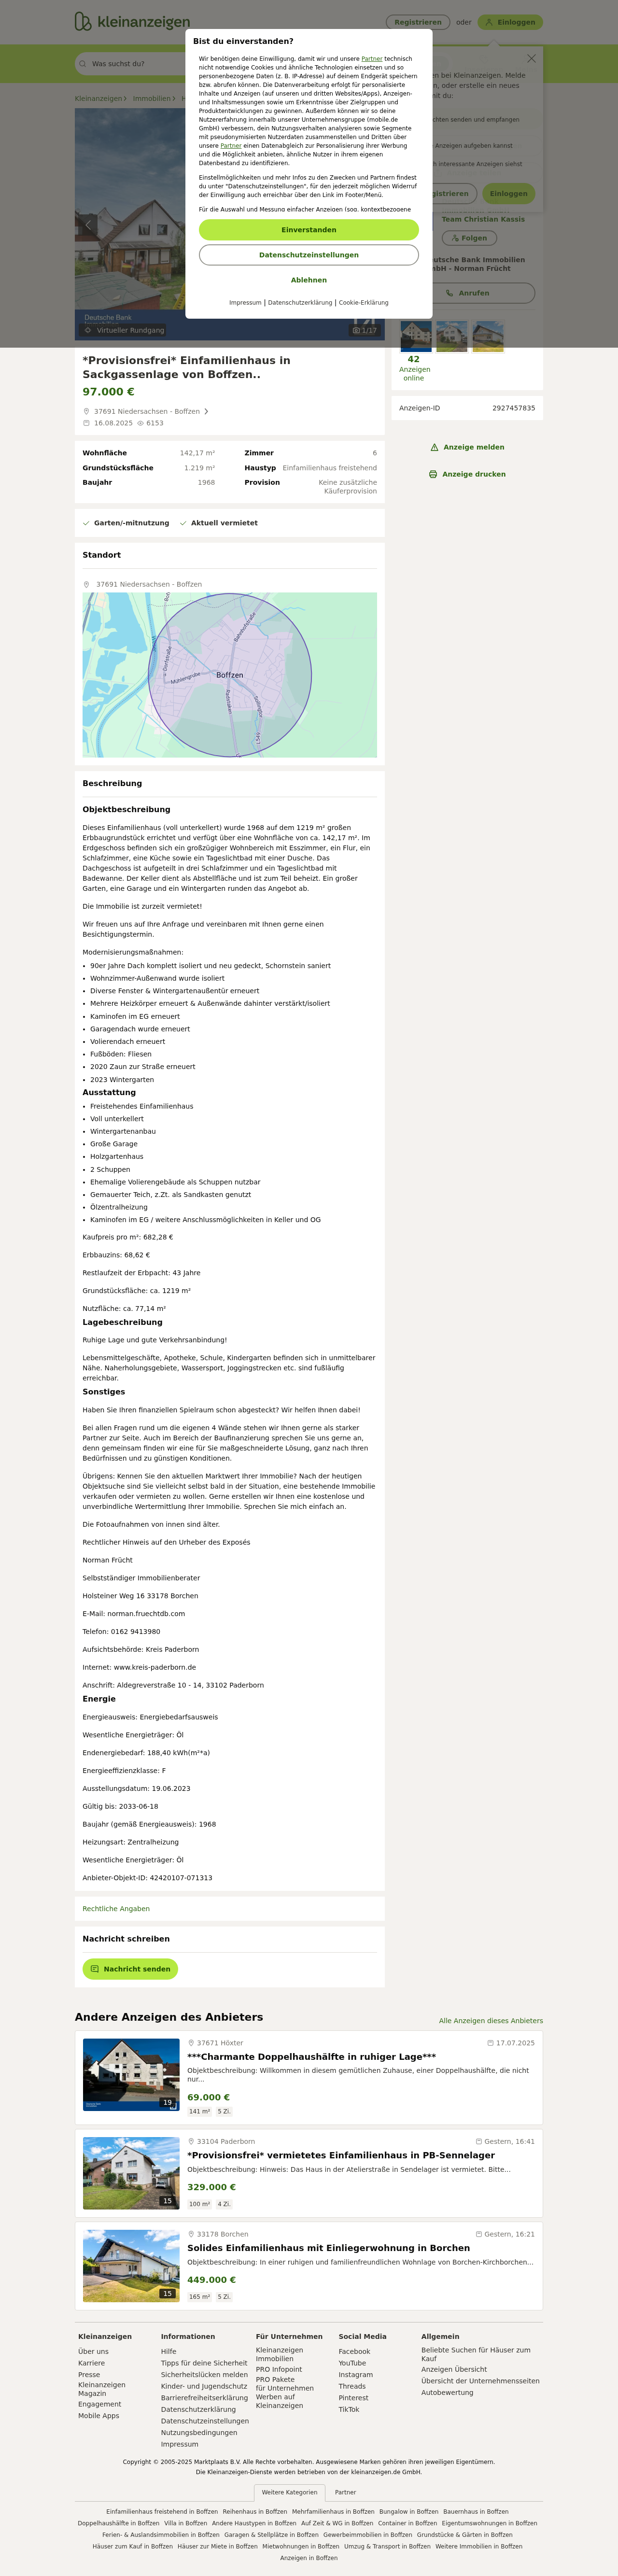 kleinanzeigen
Registrieren oder Einloggen
Was suchst du?
Kleinanzeigen > Immobilien >
Bist du einverstanden?
Wir benötigen deine Einwilligung, damit wir und unsere Partner technisch
nicht notwendige Cookies und ähnliche Technologien einsetzen und so
personenbezogene Daten (z. B. IP-Adresse) auf deinem Endgerät speichern
bzw. abrufen können. Die Datenverarbeitung erfolgt für personalisierte
Inhalte und Anzeigen (auf unseren und dritten Websites/Apps), Anzeigen-
und Inhaltsmessungen sowie um Erkenntnisse über Zielgruppen und
Produktentwicklungen zu gewinnen. Außerdem können wir so deine
Nutzererfahrung innerhalb unserer Unternehmensgruppe (mobile.de
GmbH) verbessern, dein Nutzungsverhalten analysieren sowie Segmente
mit pseudonymisierten Nutzerdaten zusammenstellen und Dritten über
unsere Partner einen Datenabgleich zur Personalisierung ihrer Werbung
und die Möglichkeit anbieten, ähnliche Nutzer in ihrem eigenen
Datenbestand zu identifizieren.
Einstellmöglichkeiten und mehr Infos zu den Zwecken und Partnern findest
du unter "Datenschutzeinstellungen", für den jederzeit möglichen Widerruf
der Einwilligung auch erreichbar über den Link im Footer/Menü.
Für die Auswahl und Messung einfacher Anzeigen (sog. kontextbezogene
Einverstanden
Datenschutzeinstellungen
Ablehnen
Impressum | Datenschutzerklärung | Cookie-Erklärung
en bei Kleinanzeigen. Melde
, oder erstelle ein neues
mit du:
chten senden und empfangen
Anzeigen aufgeben kannst
h interessante Anzeigen siehst
gistrieren
Einloggen
Team Christian Kassis
Folgen
utsche Bank Immobilien
mbH - Norman Frücht
Anrufen
42
Anzeigen
online
Anzeigen-ID 2927457835
Anzeige melden
Anzeige drucken
Deutsche Bank
Virtueller Rundgang
1/17
*Provisionsfrei* Einfamilienhaus in
Sackgassenlage von Boffzen..
97.000 €
37691 Niedersachsen - Boffzen
16.08.2025 6153
Wohnfläche 142,17 m²
Zimmer 6
Grundstücksfläche 1.219 m²
Haustyp Einfamilienhaus freistehend
Baujahr 1968
Provision Keine zusätzliche
Käuferprovision
Garten/-mitnutzung Aktuell vermietet
Standort
37691 Niedersachsen - Boffzen
Boffzen
Beschreibung
Objektbeschreibung
Dieses Einfamilienhaus (voll unterkellert) wurde 1968 auf dem 1219 m² großen
Erbbaugrundstück errichtet und verfügt über eine Wohnfläche von ca. 142,17 m². Im
Erdgeschoss befinden sich ein großzügiger Wohnbereich mit Esszimmer, ein Flur, ein
Schlafzimmer, eine Küche sowie ein Tageslichtbad mit einer Dusche. Das
Dachgeschoss ist aufgeteilt in drei Schlafzimmer und ein Tageslichtbad mit
Badewanne. Der Keller dient als Abstellfläche und ist zum Teil beheizt. Ein großer
Garten, eine Garage und ein Wintergarten runden das Angebot ab.
Die Immobilie ist zurzeit vermietet!
Wir freuen uns auf Ihre Anfrage und vereinbaren mit Ihnen gerne einen
Besichtigungstermin.
Modernisierungsmaßnahmen:
• 90er Jahre Dach komplett isoliert und neu gedeckt, Schornstein saniert
• Wohnzimmer-Außenwand wurde isoliert
• Diverse Fenster & Wintergartenaußentür erneuert
• Mehrere Heizkörper erneuert & Außenwände dahinter verstärkt/isoliert
• Kaminofen im EG erneuert
• Garagendach wurde erneuert
• Volierendach erneuert
• Fußböden: Fliesen
• 2020 Zaun zur Straße erneuert
• 2023 Wintergarten
Ausstattung
• Freistehendes Einfamilienhaus
• Voll unterkellert
• Wintergartenanbau
• Große Garage
• Holzgartenhaus
• 2 Schuppen
• Ehemalige Volierengebäude als Schuppen nutzbar
• Gemauerter Teich, z.Zt. als Sandkasten genutzt
• Ölzentralheizung
• Kaminofen im EG / weitere Anschlussmöglichkeiten in Keller und OG
Kaufpreis pro m²: 682,28 €
Erbbauzins: 68,62 €
Restlaufzeit der Erbpacht: 43 Jahre
Grundstücksfläche: ca. 1219 m²
Nutzfläche: ca. 77,14 m²
Lagebeschreibung
Ruhige Lage und gute Verkehrsanbindung!
Lebensmittelgeschäfte, Apotheke, Schule, Kindergarten befinden sich in unmittelbarer
Nähe. Naherholungsgebiete, Wassersport, Joggingstrecken etc. sind fußläufig
erreichbar.
Sonstiges
Haben Sie Ihren finanziellen Spielraum schon abgesteckt? Wir helfen Ihnen dabei!
Bei allen Fragen rund um die eigenen 4 Wände stehen wir Ihnen gerne als starker
Partner zur Seite. Auch im Bereich der Baufinanzierung sprechen Sie uns gerne an,
denn gemeinsam finden wir eine für Sie maßgeschneiderte Lösung, ganz nach Ihren
Bedürfnissen und zu günstigen Konditionen.
Übrigens: Kennen Sie den aktuellen Marktwert Ihrer Immobilie? Nach der heutigen
Objektsuche sind Sie vielleicht selbst bald in der Situation, eine bestehende Immobilie
verkaufen oder vermieten zu wollen. Gerne erstellen wir Ihnen eine kostenlose und
unverbindliche Wertermittlung Ihrer Immobilie. Sprechen Sie mich einfach an.
Die Fotoaufnahmen von innen sind älter.
Rechtlicher Hinweis auf den Urheber des Exposés
Norman Frücht
Selbstständiger Immobilienberater
Holsteiner Weg 16 33178 Borchen
E-Mail: norman.fruechtdb.com
Telefon: 0162 9413980
Aufsichtsbehörde: Kreis Paderborn
Internet: www.kreis-paderborn.de
Anschrift: Aldegreverstraße 10 - 14, 33102 Paderborn
Energie
Energieausweis: Energiebedarfsausweis
Wesentliche Energieträger: Öl
Endenergiebedarf: 188,40 kWh(m²*a)
Energieeffizienzklasse: F
Ausstellungsdatum: 19.06.2023
Gültig bis: 2033-06-18
Baujahr (gemäß Energieausweis): 1968
Heizungsart: Zentralheizung
Wesentliche Energieträger: Öl
Anbieter-Objekt-ID: 42420107-071313
Rechtliche Angaben
Nachricht schreiben
Nachricht senden
Andere Anzeigen des Anbieters
Alle Anzeigen dieses Anbieters
37671 Höxter 17.07.2025
***Charmante Doppelhaushälfte in ruhiger Lage***
Objektbeschreibung: Willkommen in diesem gemütlichen Zuhause, einer Doppelhaushälfte, die nicht
nur...
69.000 €
141 m² 5 Zi.
19
33104 Paderborn Gestern, 16:41
*Provisionsfrei* vermietetes Einfamilienhaus in PB-Sennelager
Objektbeschreibung: Hinweis: Das Haus in der Atelierstraße in Sendelager ist vermietet. Bitte...
329.000 €
100 m² 4 Zi.
15
33178 Borchen Gestern, 16:21
Solides Einfamilienhaus mit Einliegerwohnung in Borchen
Objektbeschreibung: In einer ruhigen und familienfreundlichen Wohnlage von Borchen-Kirchborchen...
449.000 €
165 m² 5 Zi.
15
Kleinanzeigen
Über uns
Karriere
Presse
Kleinanzeigen
Magazin
Engagement
Mobile Apps
Informationen
Hilfe
Tipps für deine Sicherheit
Sicherheitslücken melden
Kinder- und Jugendschutz
Barrierefreiheitserklärung
Datenschutzerklärung
Datenschutzeinstellungen
Nutzungsbedingungen
Impressum
Für Unternehmen
Kleinanzeigen
Immobilien
PRO Infopoint
PRO Pakete
für Unternehmen
Werben auf
Kleinanzeigen
Social Media
Facebook
YouTube
Instagram
Threads
Pinterest
TikTok
Allgemein
Beliebte Suchen für Häuser zum
Kauf
Anzeigen Übersicht
Übersicht der Unternehmensseiten
Autobewertung
Copyright © 2005-2025 Marktplaats B.V. Alle Rechte vorbehalten. Ausgewiesene Marken gehören ihren jeweiligen Eigentümern.
Die Kleinanzeigen-Dienste werden betrieben von der kleinanzeigen.de GmbH.
Weitere Kategorien Partner
Einfamilienhaus freistehend in Boffzen Reihenhaus in Boffzen Mehrfamilienhaus in Boffzen Bungalow in Boffzen Bauernhaus in Boffzen
Doppelhaushälfte in Boffzen Villa in Boffzen Andere Haustypen in Boffzen Auf Zeit & WG in Boffzen Container in Boffzen Eigentumswohnungen in Boffzen
Ferien- & Auslandsimmobilien in Boffzen Garagen & Stellplätze in Boffzen Gewerbeimmobilien in Boffzen Grundstücke & Gärten in Boffzen
Häuser zum Kauf in Boffzen Häuser zur Miete in Boffzen Mietwohnungen in Boffzen Umzug & Transport in Boffzen Weitere Immobilien in Boffzen
Anzeigen in Boffzen